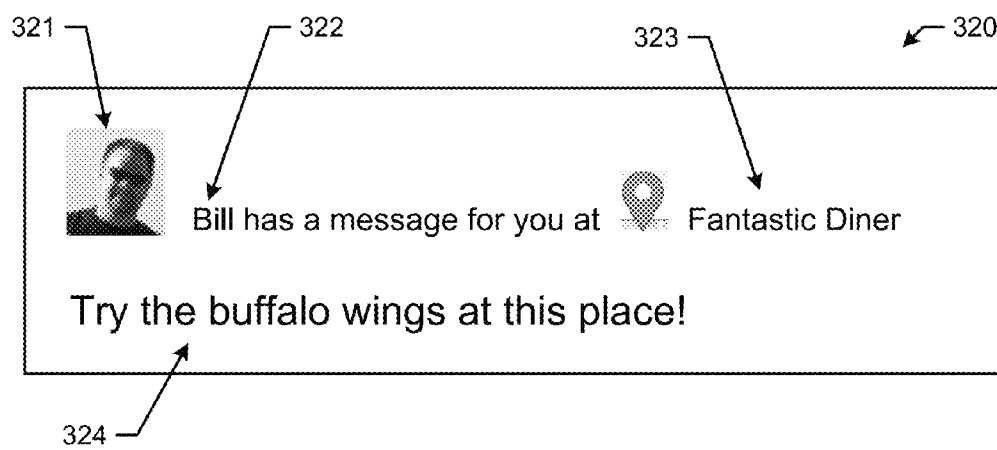 321 322 323 320
Bill has a message for you at Fantastic Diner
Try the buffalo wings at this place!
324